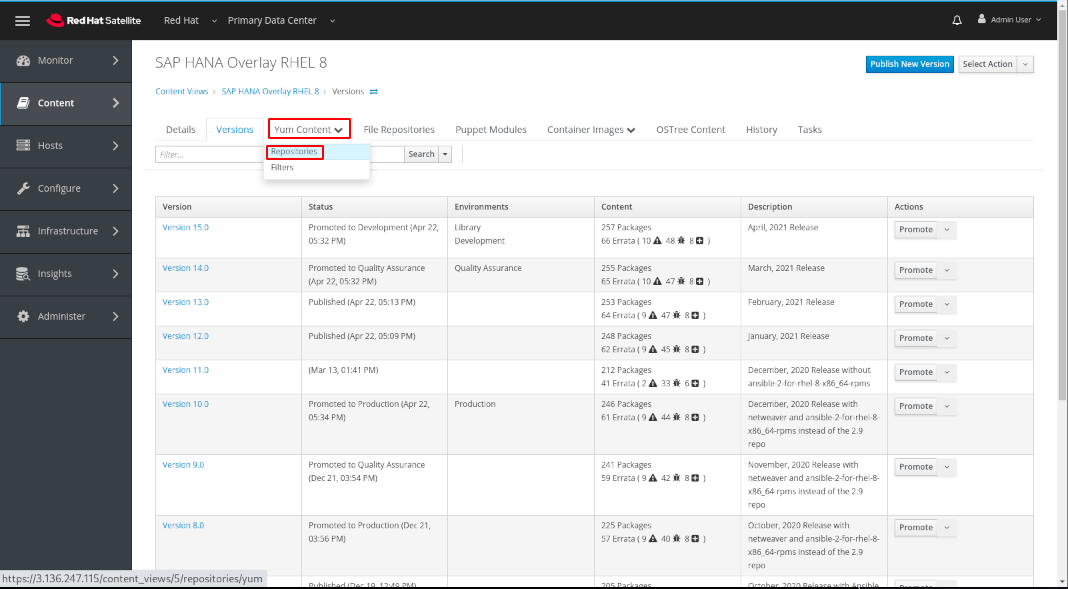 Red Hat Satellite
Red Hat
Primary Data Center
Admin User
Monitor
Content
Hosts
Configure
Infrastructure
Insights
Administer
SAP HANA Overlay RHEL 8
Publish New Version
Select Action
Content Views › SAP HANA Overlay RHEL 8 › Versions
Details
Versions
Yum Content
File Repositories
Puppet Modules
Container Images
OSTree Content
History
Tasks
Filter...
Search
Repositories
Filters
Version Status Environments Content Description Actions
Version 15.0 Promoted to Development (Apr 22, Library 257 Packages April, 2021 Release Promote
05:32 PM) Development 66 Errata ( 10 48 8 )
Version 14.0 Promoted to Quality Assurance Quality Assurance 255 Packages March, 2021 Release Promote
(Apr 22, 05:32 PM) 65 Errata ( 10 47 8 )
Version 13.0 Published (Apr 22, 05:13 PM) 253 Packages February, 2021 Release Promote
64 Errata ( 9 47 8 )
Version 12.0 Published (Apr 22, 05:09 PM) 248 Packages January, 2021 Release Promote
62 Errata ( 9 45 8 )
Version 11.0 (Mar 13, 01:41 PM) 212 Packages December, 2020 Release without Promote
41 Errata ( 2 33 6 ) ansible-2-for-rhel-8-x86_64-rpms
Version 10.0 Promoted to Production (Apr 22, Production 246 Packages December, 2020 Release with Promote
05:34 PM) 61 Errata ( 9 44 8 ) netweaver and ansible-2-for-rhel-8-
x86_64-rpms instead of the 2.9
repo
Version 9.0 Promoted to Quality Assurance 241 Packages November, 2020 Release with Promote
(Dec 21, 03:54 PM) 59 Errata ( 9 42 8 ) netweaver and ansible-2-for-rhel-8-
x86_64-rpms instead of the 2.9
repo
Version 8.0 Promoted to Production (Dec 21, 225 Packages October, 2020 Release with Promote
03:56 PM) 57 Errata ( 9 40 8 ) netweaver and ansible-2-for-rhel-8-
x86_64-rpms instead of the 2.9
repo
Published (Dec 19, 12:49 PM) 205 Packages October, 2020 Release with Ansible Promote
https://3.136.247.115/content_views/5/repositories/yum